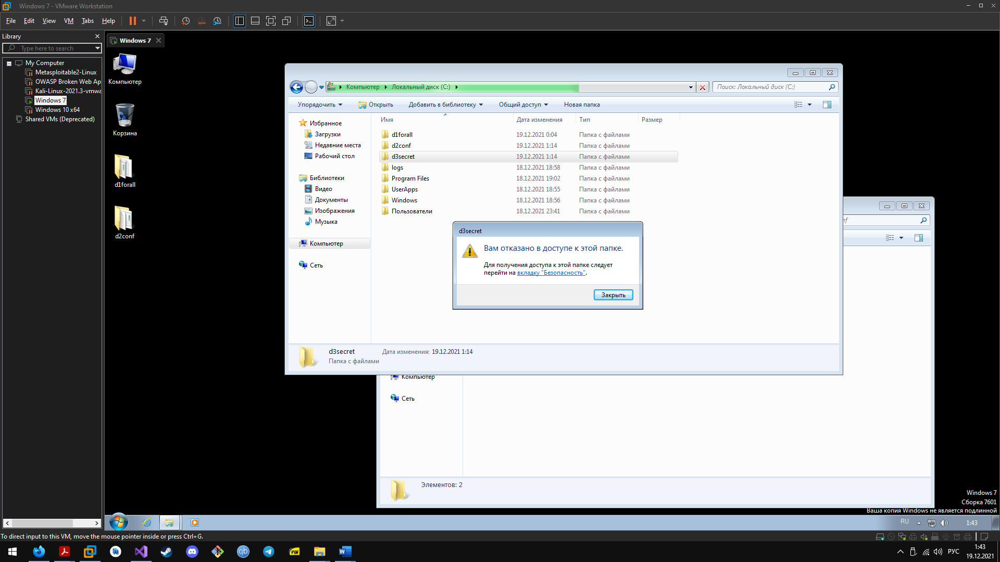 Windows 7 - VMware Workstation
File Edit View VM Tabs Help
Library
Type here to search
My Computer
Metasploitable2-Linux
OWASP Broken Web Ap
Kali-Linux-2021.3-vmwa
Windows 7
Windows 10 x64
Shared VMs (Deprecated)
Windows 7
Компьютер
Корзина
d1forall
d2conf
Компьютер Локальный диск (C:)
Поиск: Локальный диск (C:)
Упорядочить Открыть Добавить в библиотеку Общий доступ Новая папка
Избранное
Загрузки
Недавние места
Рабочий стол
Библиотеки
Видео
Документы
Изображения
Музыка
Компьютер
Сеть
Имя Дата изменения Тип Размер
d1forall 19.12.2021 0:04 Папка с файлами
d2conf 19.12.2021 1:14 Папка с файлами
d3secret 19.12.2021 1:14 Папка с файлами
logs 18.12.2021 18:58 Папка с файлами
Program Files 18.12.2021 19:02 Папка с файлами
UserApps 18.12.2021 18:55 Папка с файлами
Windows 18.12.2021 18:56 Папка с файлами
Пользователи 18.12.2021 23:41 Папка с файлами
d3secret
Вам отказано в доступе к этой папке.
Для получения доступа к этой папке следует
перейти на вкладку "Безопасность".
Закрыть
d3secret Дата изменения: 19.12.2021 1:14
Папка с файлами
Компьютер
Сеть
Элементов: 2
Windows 7
Сборка 7601
Ваша копия Windows не является подлинной
RU 1:43
To direct input to this VM, move the mouse pointer inside or press Ctrl+G.
РУС
1:43
19.12.2021